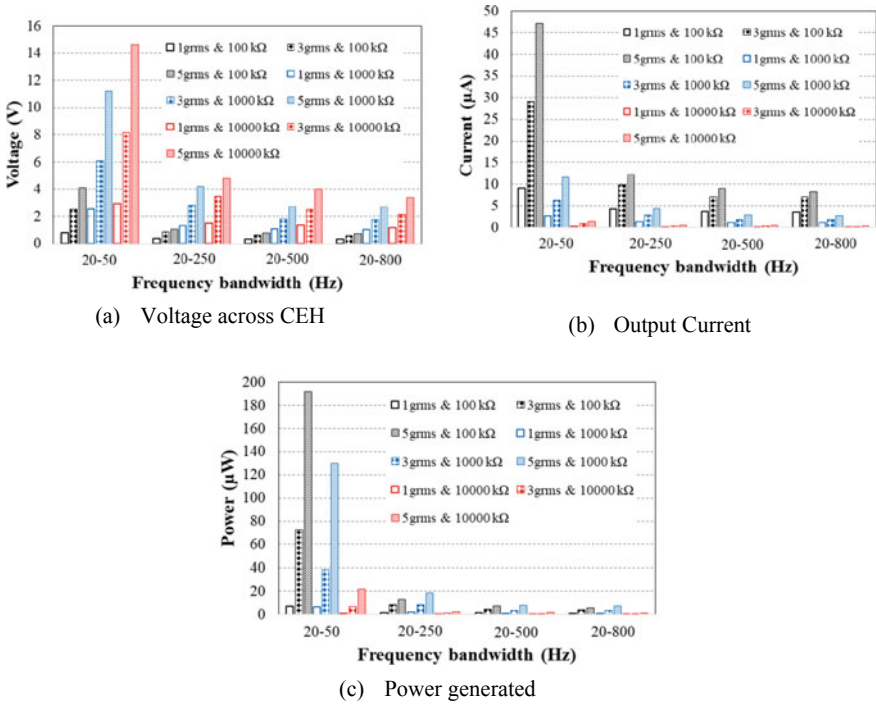 16
14
12
10
8
6
4
2
0
Voltage (V)
1grms & 100 kΩ
3grms & 100 kΩ
5grms & 100 kΩ
1grms & 1000 kΩ
3grms & 1000 kΩ
5grms & 1000 kΩ
1grms & 10000 kΩ
3grms & 10000 kΩ
5grms & 10000 kΩ
20-50 20-250 20-500 20-800
Frequency bandwidth (Hz)
(a) Voltage across CEH
50
45
40
35
30
25
20
15
10
5
0
Current (µA)
1grms & 100 kΩ
3grms & 100 kΩ
5grms & 100 kΩ
1grms & 1000 kΩ
3grms & 1000 kΩ
5grms & 1000 kΩ
1grms & 10000 kΩ
3grms & 10000 kΩ
5grms & 10000 kΩ
20-50 20-250 20-500 20-800
Frequency bandwidth (Hz)
(b) Output Current
200
180
160
140
120
100
80
60
40
20
0
Power (µW)
1grms & 100 kΩ
3grms & 100 kΩ
5grms & 100 kΩ
1grms & 1000 kΩ
3grms & 1000 kΩ
5grms & 1000 kΩ
1grms & 10000 kΩ
3grms & 10000 kΩ
5grms & 10000 kΩ
20-50 20-250 20-500 20-800
Frequency bandwidth (Hz)
(c) Power generated